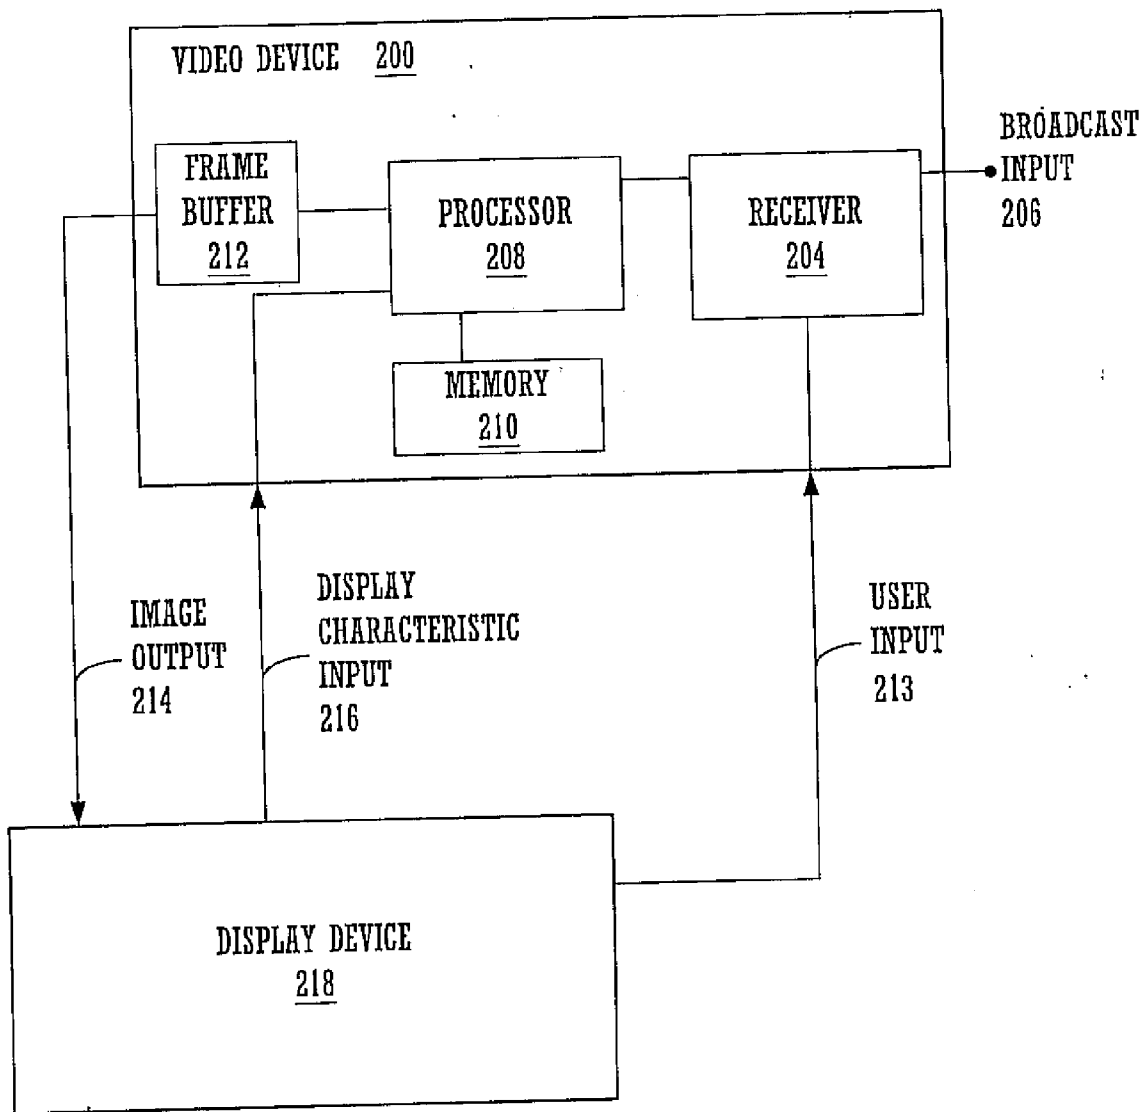 VIDEO DEVICE 200
FRAME
BUFFER
212
PROCESSOR
208
RECEIVER
204
BROADCAST
INPUT
206
MEMORY
210
IMAGE
OUTPUT
214
DISPLAY
CHARACTERISTIC
INPUT
216
USER
INPUT
213
DISPLAY DEVICE
218